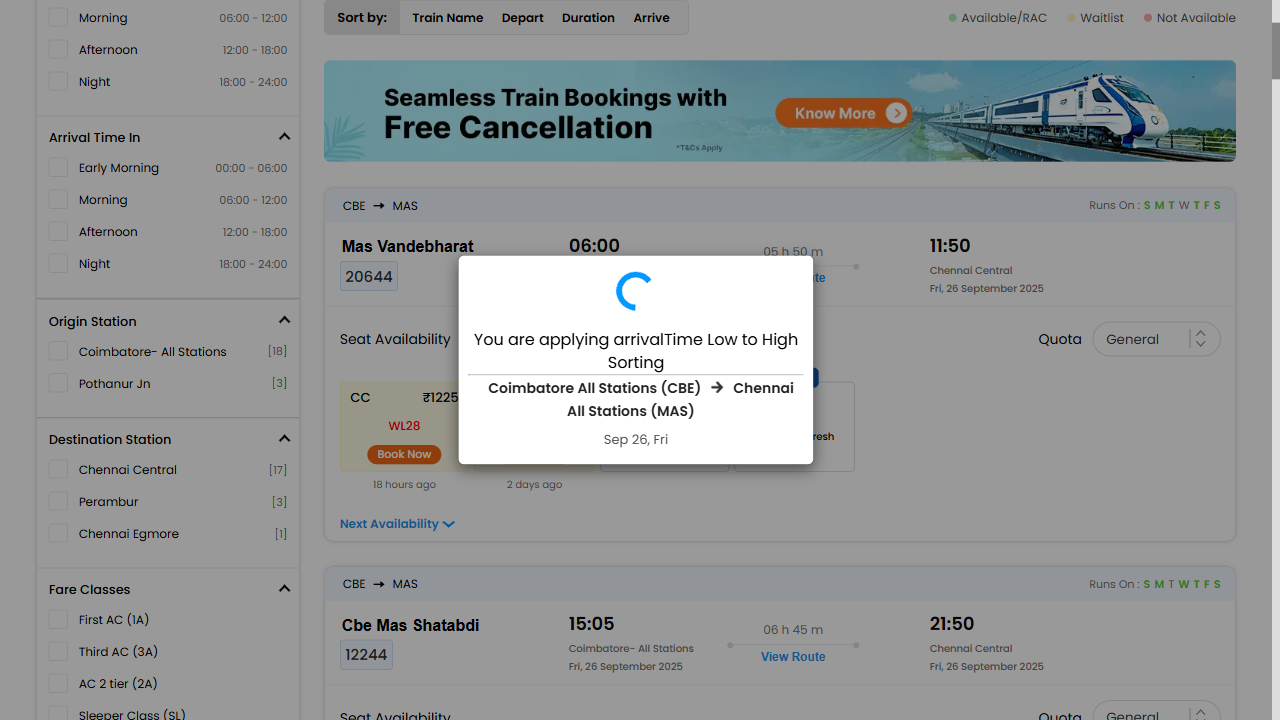 Morning 06:00 - 12:00
Afternoon 12:00 - 18:00
Night 18:00 - 24:00
Arrival Time In
Early Morning 00:00 - 06:00
Morning 06:00 - 12:00
Afternoon 12:00 - 18:00
Night 18:00 - 24:00
Origin Station
Coimbatore- All Stations [18]
Pothanur Jn [3]
Destination Station
Chennai Central [17]
Perambur [3]
Chennai Egmore [1]
Fare Classes
First AC (1A)
Third AC (3A)
AC 2 tier (2A)
Sleeper Class (SL)
Sort by: Train Name Depart Duration Arrive
Available/RAC Waitlist Not Available
Seamless Train Bookings with
Free Cancellation
Know More
*T&Cs Apply
CBE → MAS Runs On : S M T W T F S
Mas Vandebharat 06:00 05 h 50 m 11:50
20644
Chennai Central
Fri, 26 September 2025
Seat Availability Quota General
CC ₹1225
WL28
Book Now
18 hours ago 2 days ago
Next Availability
You are applying arrivalTime Low to High
Sorting
Coimbatore All Stations (CBE) → Chennai
All Stations (MAS)
Sep 26, Fri
CBE → MAS Runs On : S M T W T F S
Cbe Mas Shatabdi 15:05 06 h 45 m 21:50
12244
Coimbatore- All Stations View Route Chennai Central
Fri, 26 September 2025 Fri, 26 September 2025
Seat Availability Quota General